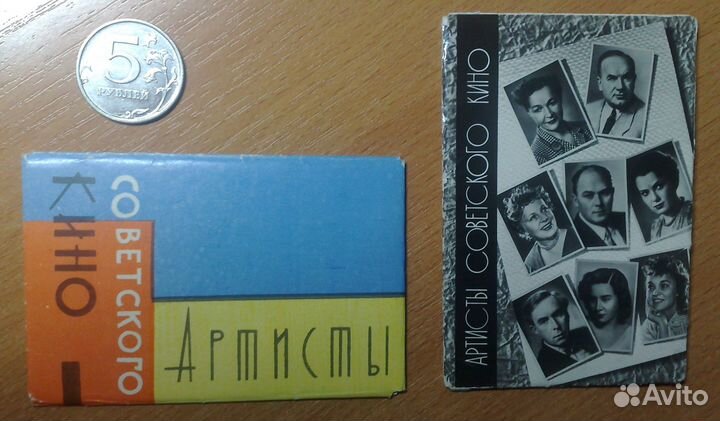 5
РУБЛЕЙ
АРТИСТЫ СОВЕТСКОГО КИНО
КИНО
СОВЕТСКОГО
АРТИСТЫ
I
Avito